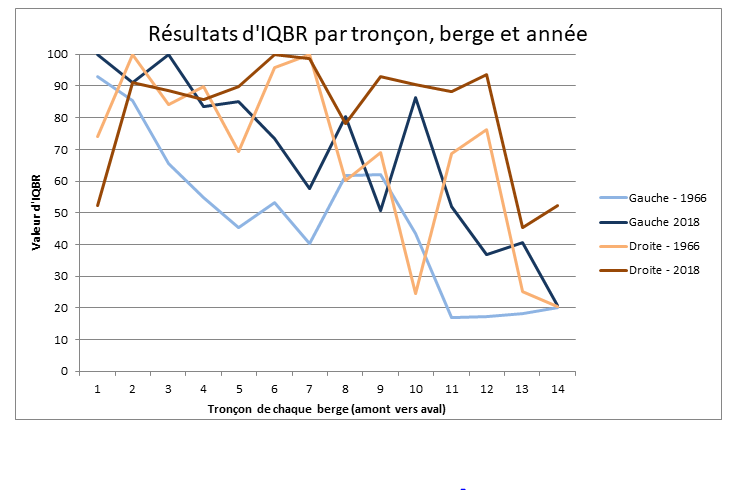 Résultats d'IQBR par tronçon, berge et année
100
90
80
70
60
50
40
30
20
10
0
Valeur d'IQBR
1 2 3 4 5 6 7 8 9 10 11 12 13 14
Tronçon de chaque berge (amont vers aval)
Gauche - 1966
Gauche 2018
Droite - 1966
Droite - 2018